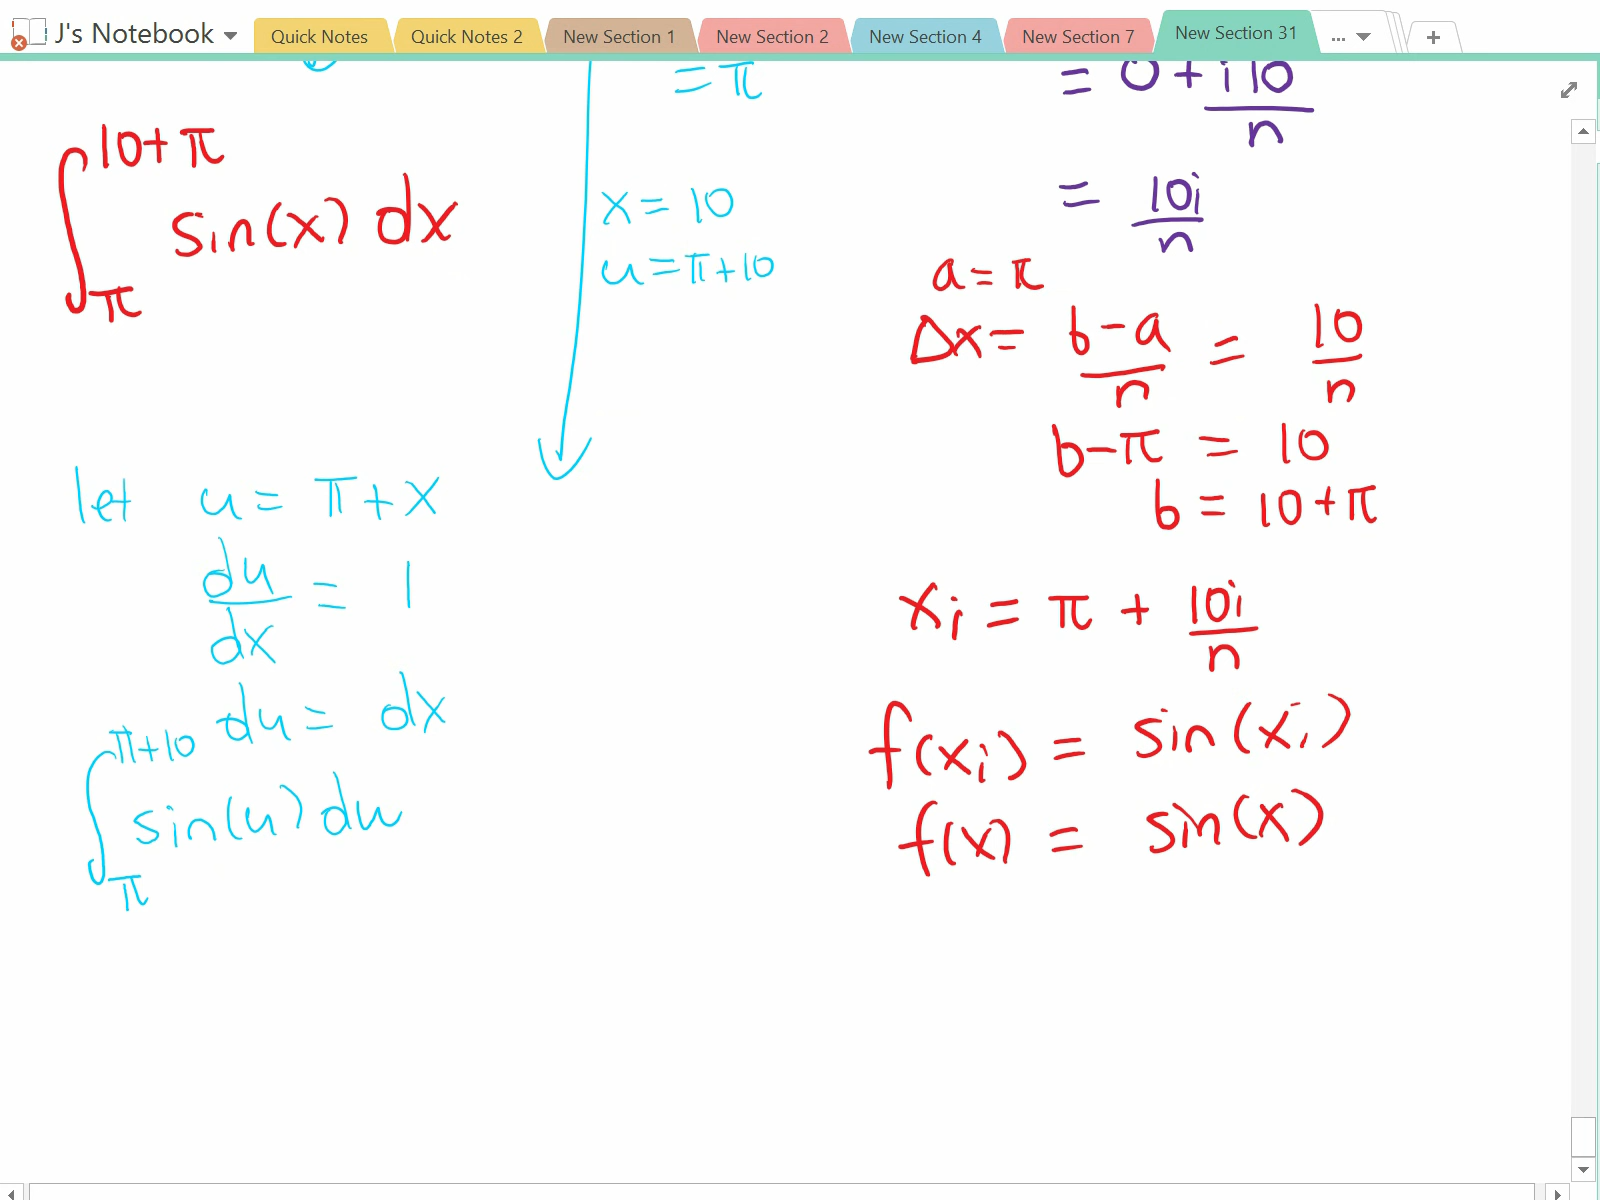 J's Notebook
Quick Notes
Quick Notes 2
New Section 1
New Section 2
New Section 4
New Section 7
New Section 31
...
+
∫_π^{10+π} sin(x) dx
let u = π + x
du/dx = 1
du = dx
∫_π^{π+10} sin(u) du
= π
x = 10
u = π + 10
= 0 + i10/n
= 10i/n
a = π
Δx = b-a/n = 10/n
b - π = 10
b = 10 + π
xi = π + 10i/n
f(xi) = sin(xi)
f(x) = sin(x)